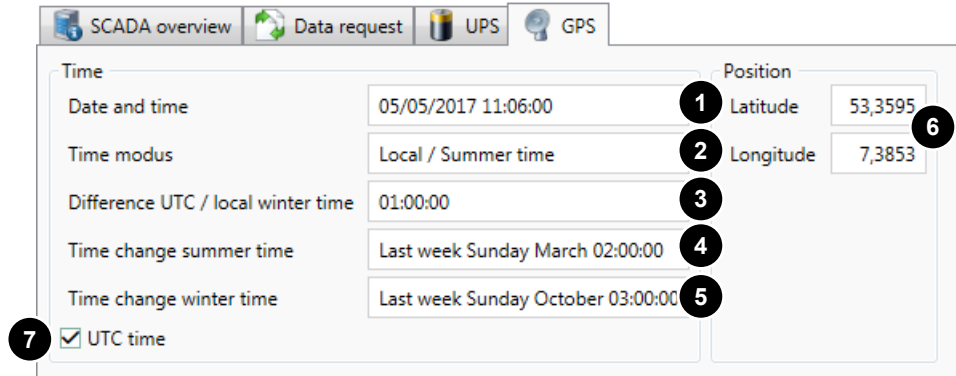 SCADA overview Data request UPS GPS
Time Position
Date and time 05/05/2017 11:06:00 1 Latitude 53,3595
6
Time modus Local / Summer time 2 Longitude 7,3853
Difference UTC / local winter time 01:00:00 3
Time change summer time Last week Sunday March 02:00:00 4
Time change winter time Last week Sunday October 03:00:00 5
7 UTC time